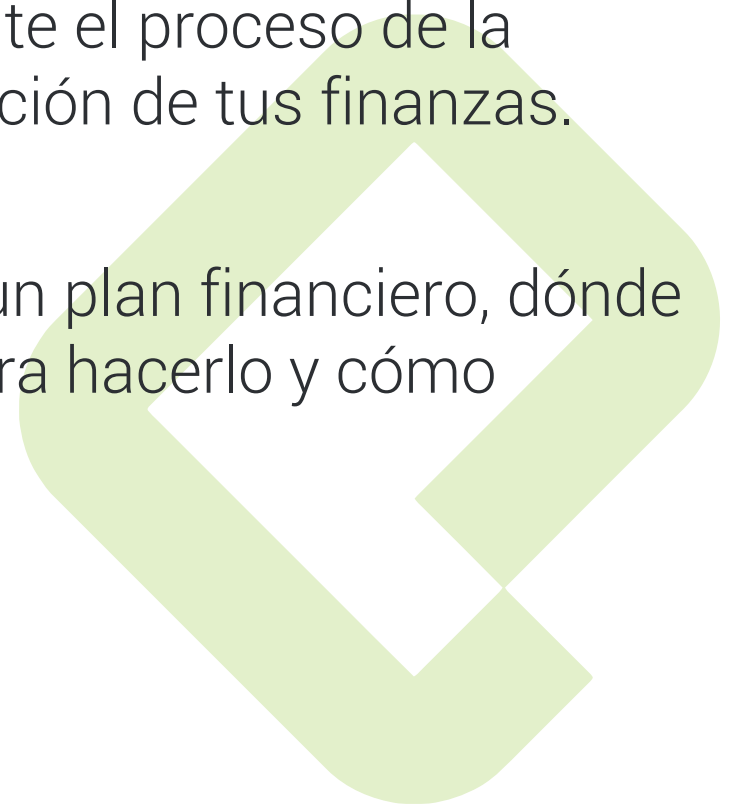 te el proceso de la
ción de tus finanzas.
un plan financiero, dónde
ra hacerlo y cómo